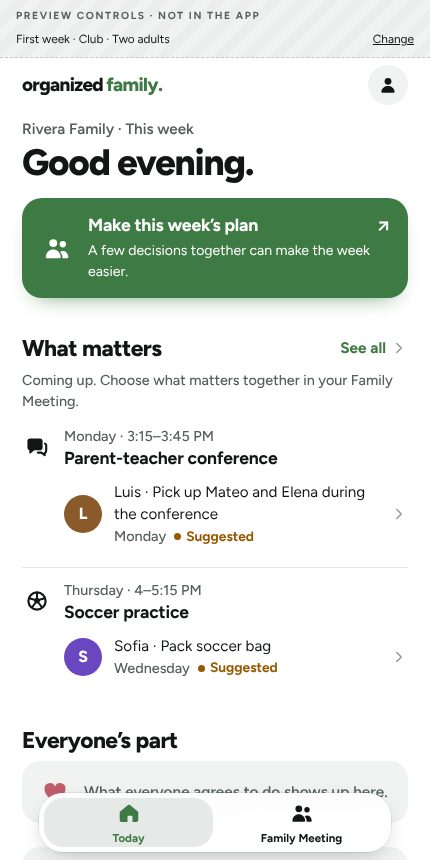 PREVIEW CONTROLS · NOT IN THE APP
First week · Club · Two adults
Change
organized family.
Rivera Family · This week
Good evening.
Make this week’s plan
A few decisions together can make the week
easier.
What matters
See all
Coming up. Choose what matters together in your Family
Meeting.
Monday · 3:15–3:45 PM
Parent-teacher conference
L
Luis · Pick up Mateo and Elena during
the conference
Monday
Suggested
Thursday · 4–5:15 PM
Soccer practice
S
Sofia · Pack soccer bag
Wednesday
Suggested
Everyone’s part
What everyone agrees to do shows up here.
Today
Family Meeting